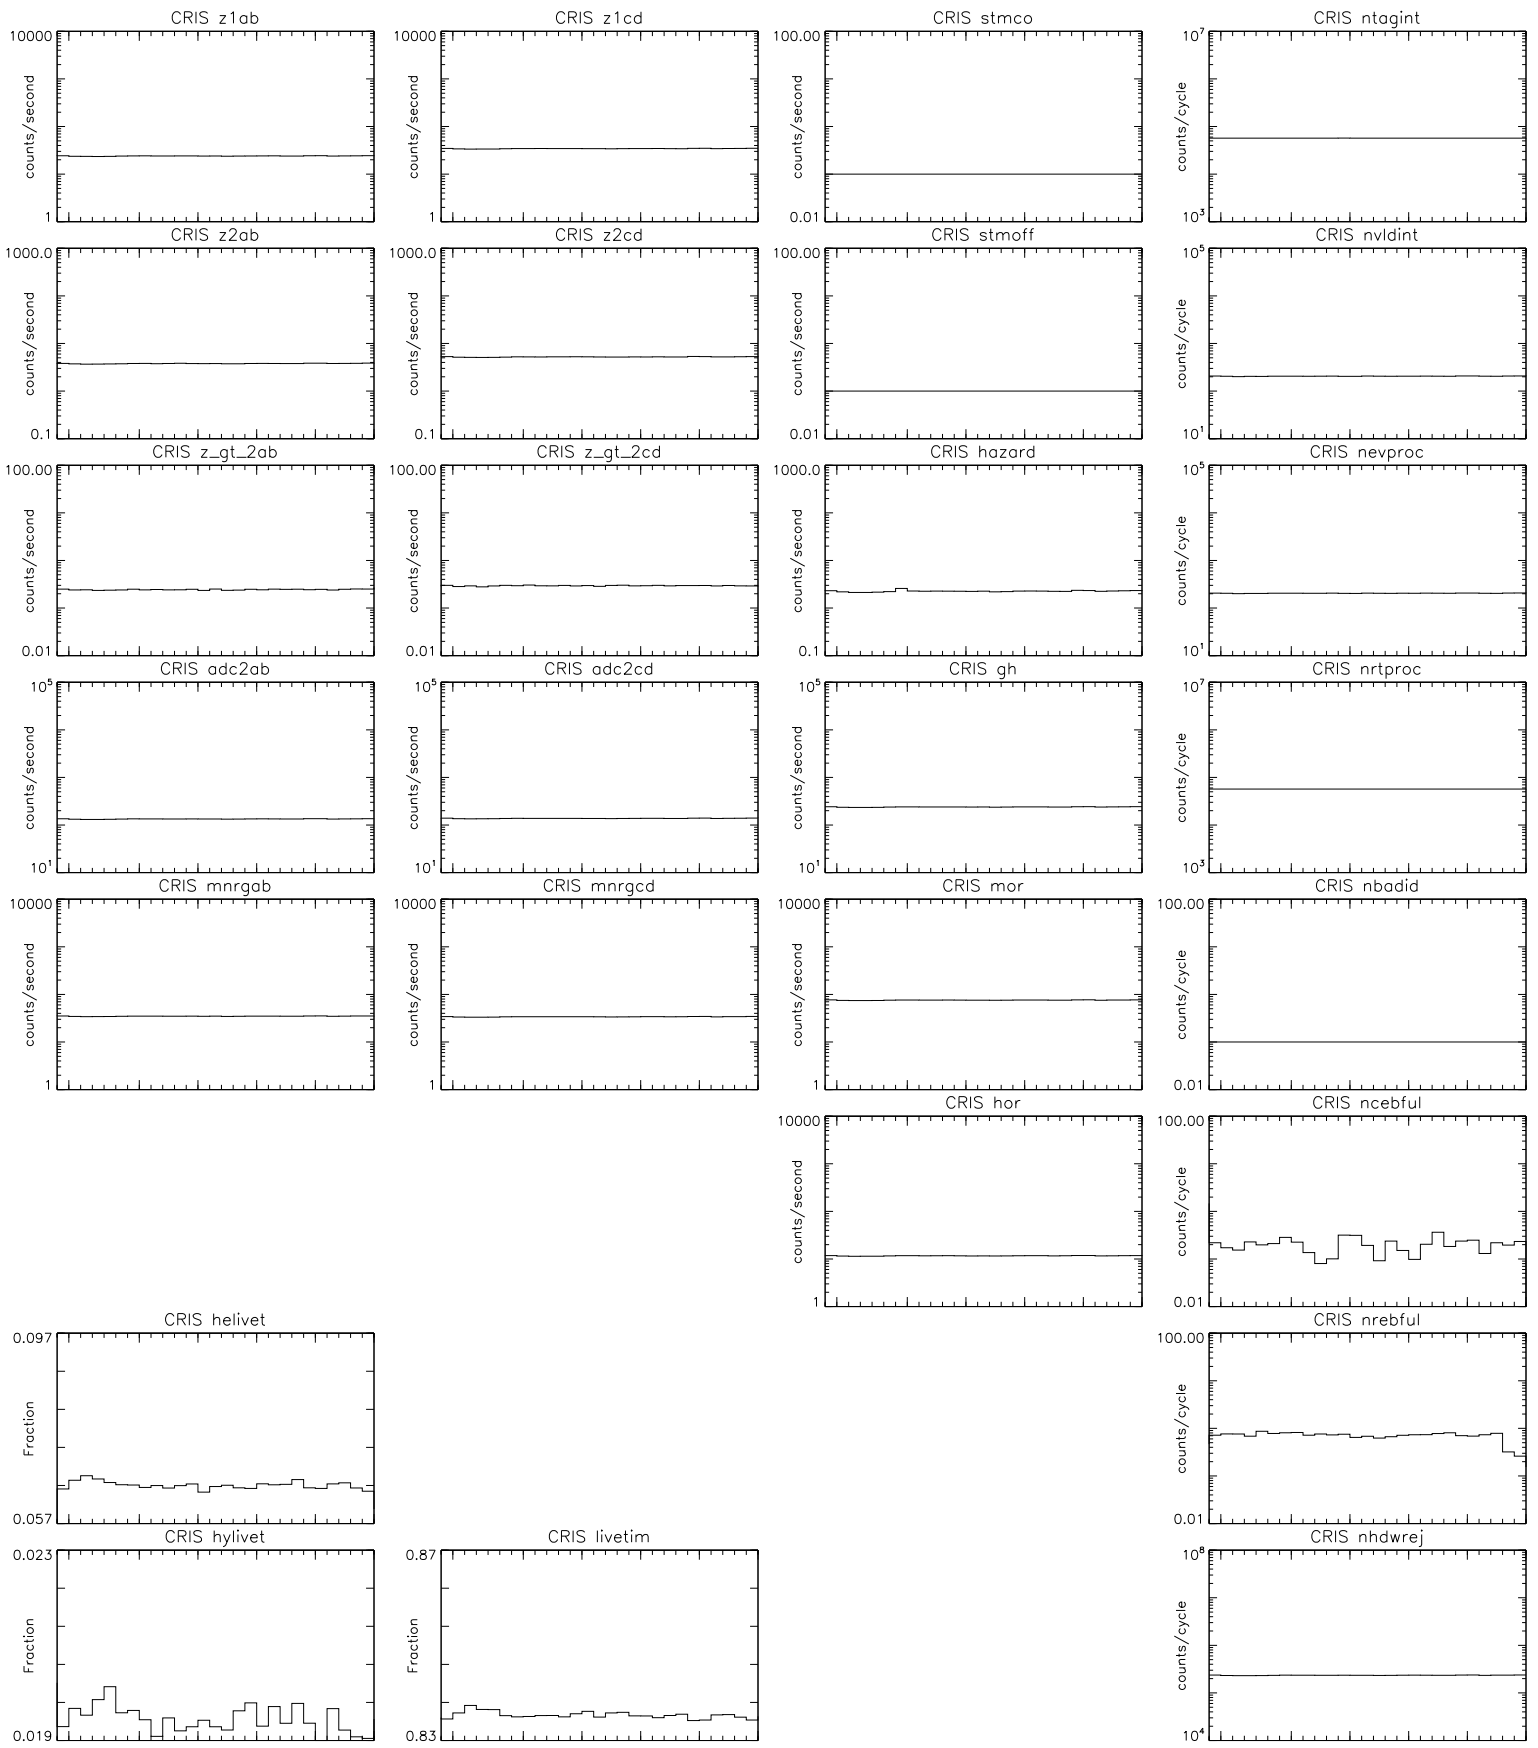 CRIS z1ab
10000
counts/second
1
CRIS z1cd
10000
counts/second
1
CRIS stmco
100.00
counts/second
0.01
CRIS ntagint
10^7
counts/cycle
10^3
CRIS z2ab
1000.0
counts/second
0.1
CRIS z2cd
1000.0
counts/second
0.1
CRIS stmoff
100.00
counts/second
0.01
CRIS nvldint
10^5
counts/cycle
10^1
CRIS z_gt_2ab
100.00
counts/second
0.01
CRIS z_gt_2cd
100.00
counts/second
0.01
CRIS hazard
1000.0
counts/second
0.1
CRIS nevproc
10^5
counts/cycle
10^1
CRIS adc2ab
10^5
counts/second
10^1
CRIS adc2cd
10^5
counts/second
10^1
CRIS gh
10^5
counts/second
10^1
CRIS nrtproc
10^7
counts/cycle
10^3
CRIS mnrgab
10000
counts/second
1
CRIS mnrgcd
10000
counts/second
1
CRIS mor
10000
counts/second
1
CRIS nbadid
100.00
counts/cycle
0.01
CRIS hor
10000
counts/second
1
CRIS ncebful
100.00
counts/cycle
0.01
CRIS helivet
0.097
Fraction
0.057
CRIS nrebful
100.00
counts/cycle
0.01
CRIS hylivet
0.023
Fraction
0.019
CRIS livetim
0.87
Fraction
0.83
CRIS nhdwrej
10^8
counts/cycle
10^4